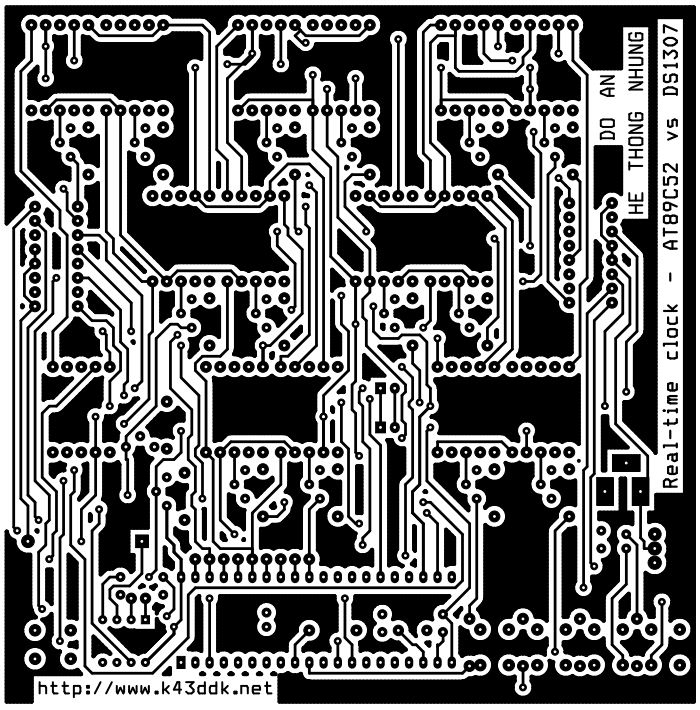 DO AN
HE THONG NHUNG
Real-time clock - AT89C52 vs DS1307
http://www.k43ddk.net